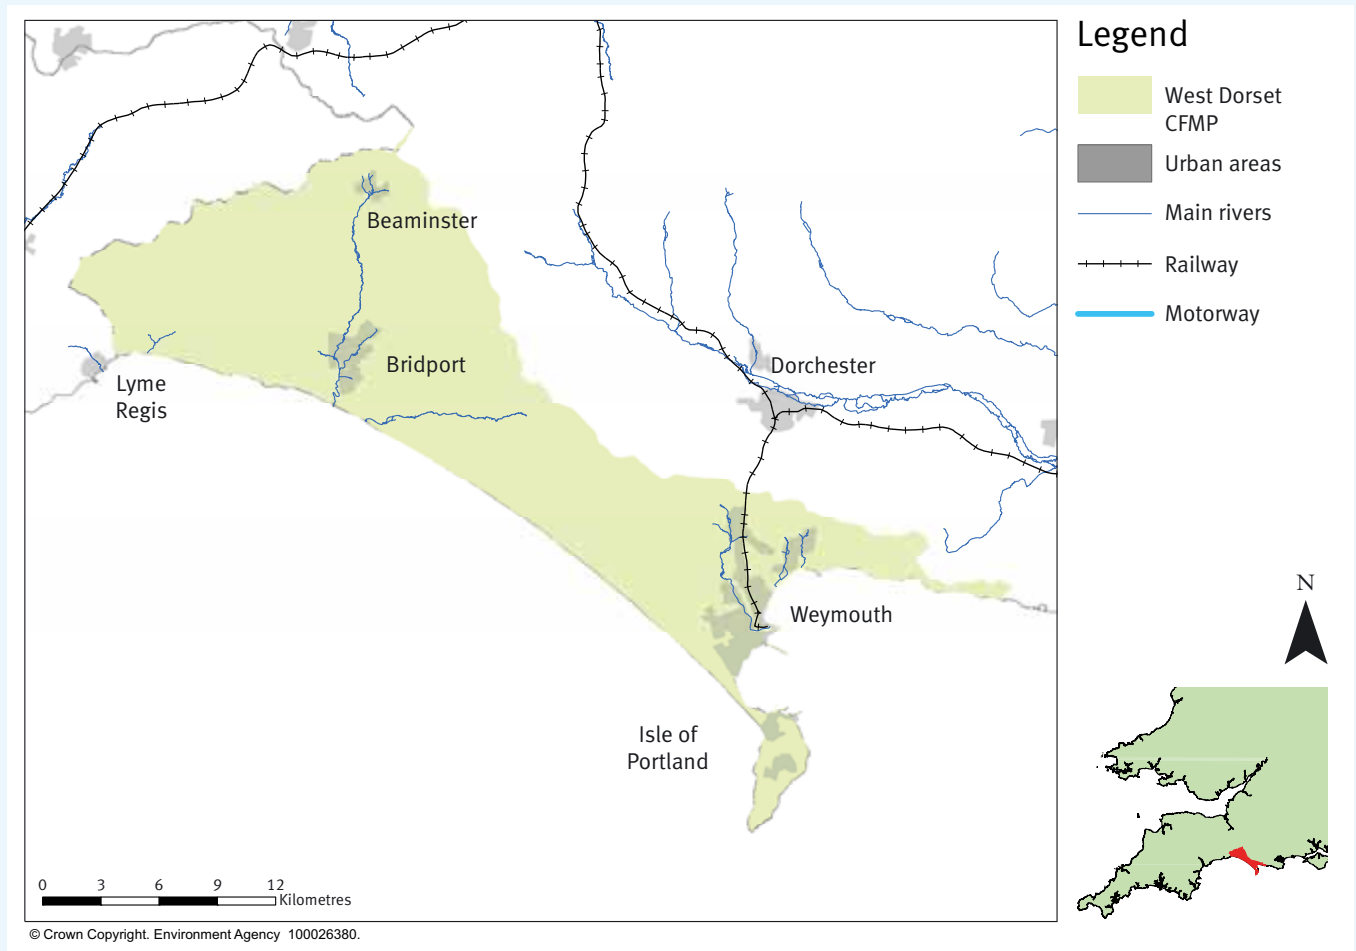 Legend
West Dorset
CFMP
Urban areas
Main rivers
Railway
Motorway
Beaminster
Bridport
Lyme
Regis
Dorchester
Weymouth
Isle of
Portland
N
0 3 6 9 12
Kilometres
© Crown Copyright. Environment Agency 100026380.